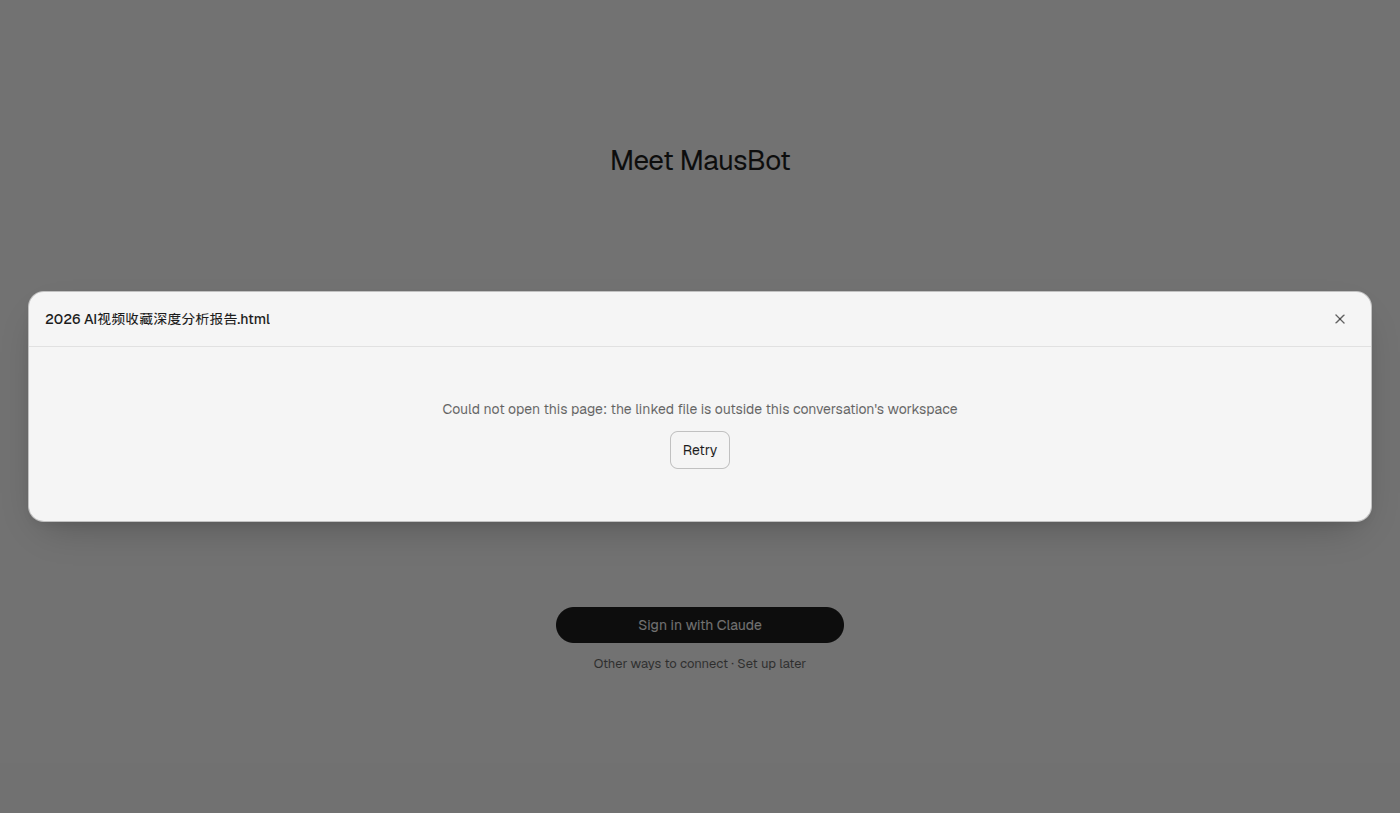 Meet MausBot
2026 AI视频收藏深度分析报告.html
Could not open this page: the linked file is outside this conversation's workspace
Retry
Sign in with Claude
Other ways to connect · Set up later